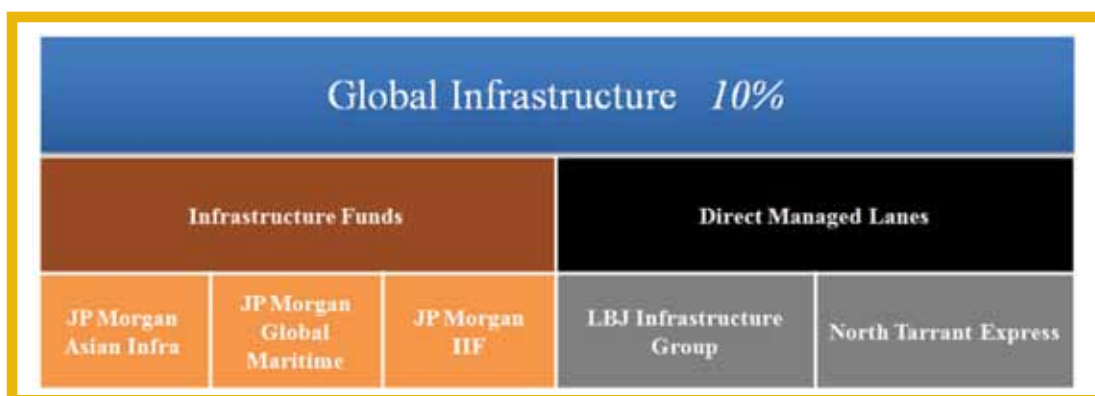 Global Infrastructure 10%
Infrastructure Funds
Direct Managed Lanes
JP Morgan
Asian Infra
JP Morgan
Global
Maritime
JP Morgan
IIF
LBJ Infrastructure
Group
North Tarrant Express